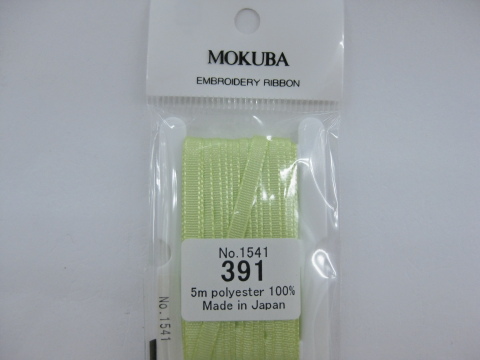 MOKUBA
EMBROIDERY RIBBON
No.1541
391
5m polyester 100%
Made in Japan
No.1541